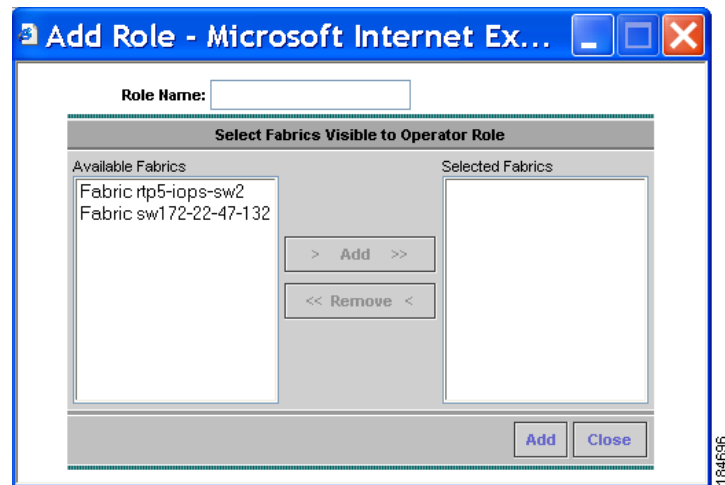 Add Role - Microsoft Internet Ex...
Role Name:
Select Fabrics Visible to Operator Role
Available Fabrics
Selected Fabrics
Fabric rtp5-iops-sw2
Fabric sw172-22-47-132
> Add >>
<< Remove <
Add
Close
184696